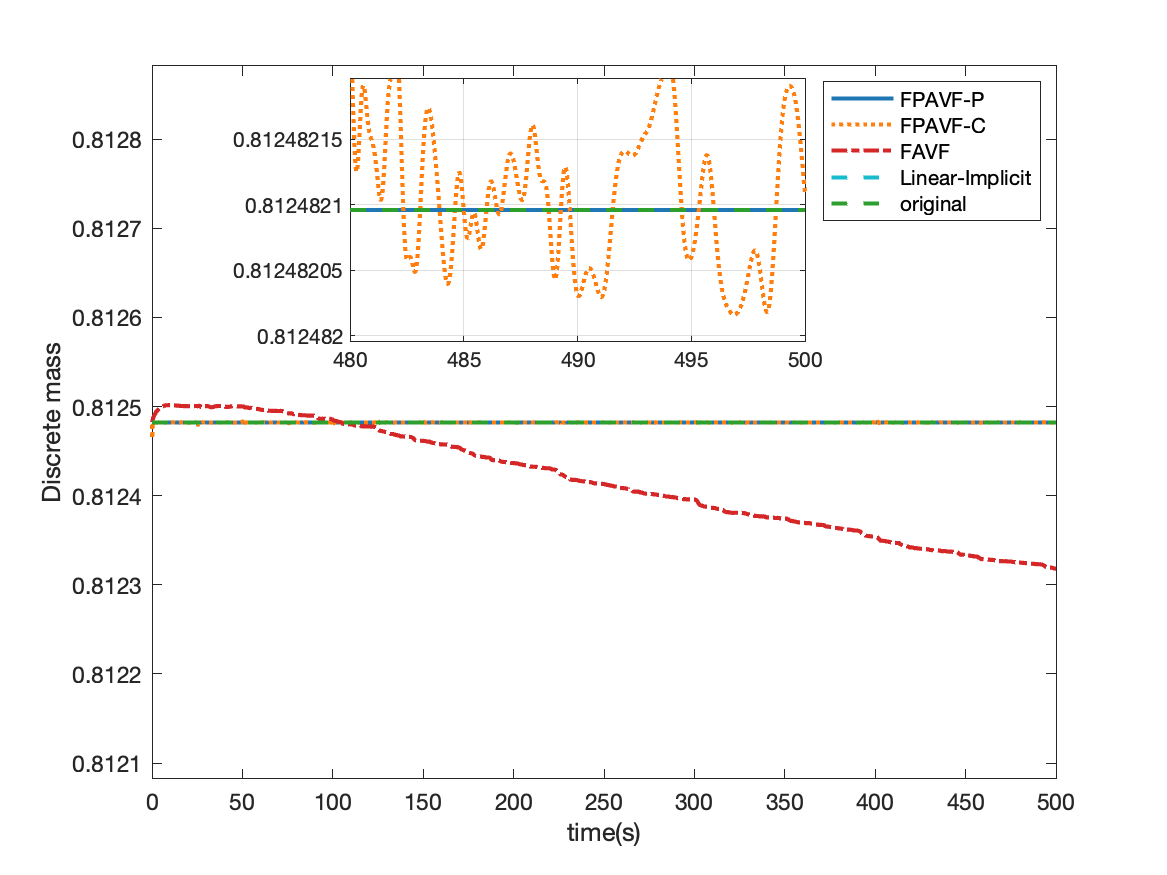 FPAVF-P
FPAVF-C
FAVF
Linear-Implicit
original
0.81248215
0.8124821
0.81248205
0.812482
480 485 490 495 500
0.8128
0.8127
0.8126
0.8125
0.8124
0.8123
0.8122
0.8121
Discrete mass
0 50 100 150 200 250 300 350 400 450 500
time(s)